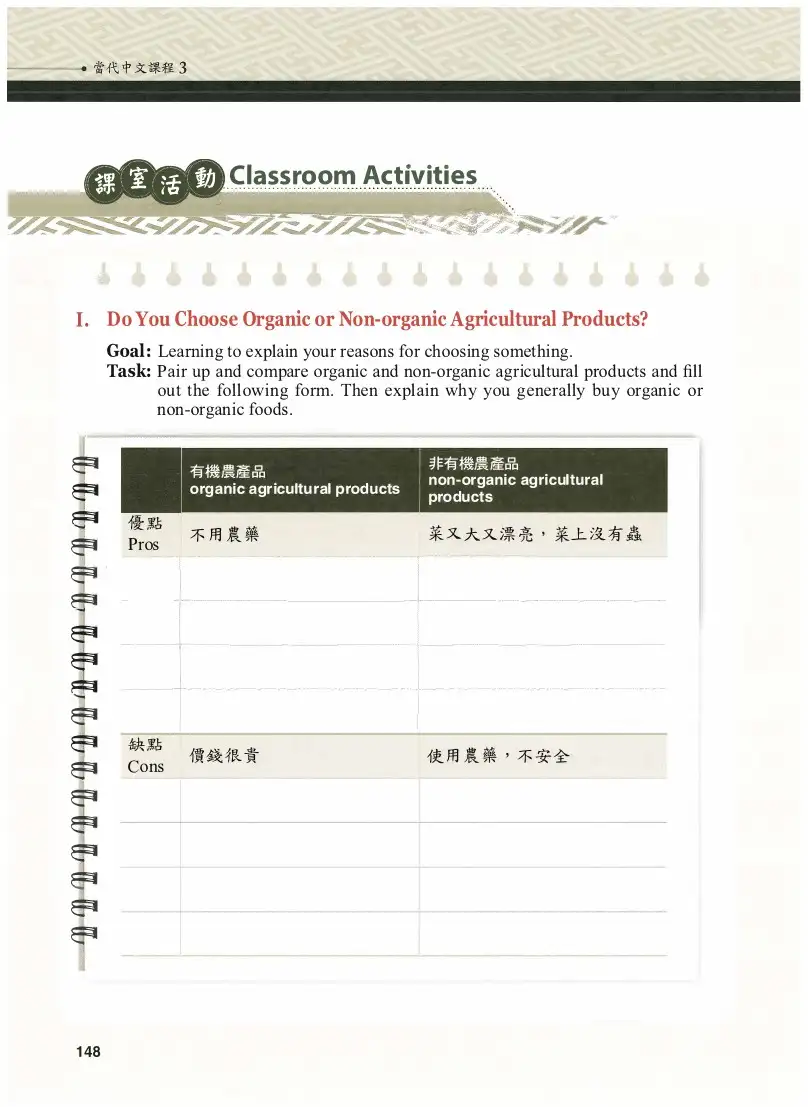 當代中文課程 3
課室活動 Classroom Activities
I. Do You Choose Organic or Non-organic Agricultural Products?
Goal: Learning to explain your reasons for choosing something.
Task: Pair up and compare organic and non-organic agricultural products and fill
out the following form. Then explain why you generally buy organic or
non-organic foods.
有機農產品
organic agricultural products
非有機農產品
non-organic agricultural
products
優點
Pros
不用農藥
菜又大又漂亮，菜上沒有蟲
缺點
Cons
價錢很貴
使用農藥，不安全
148